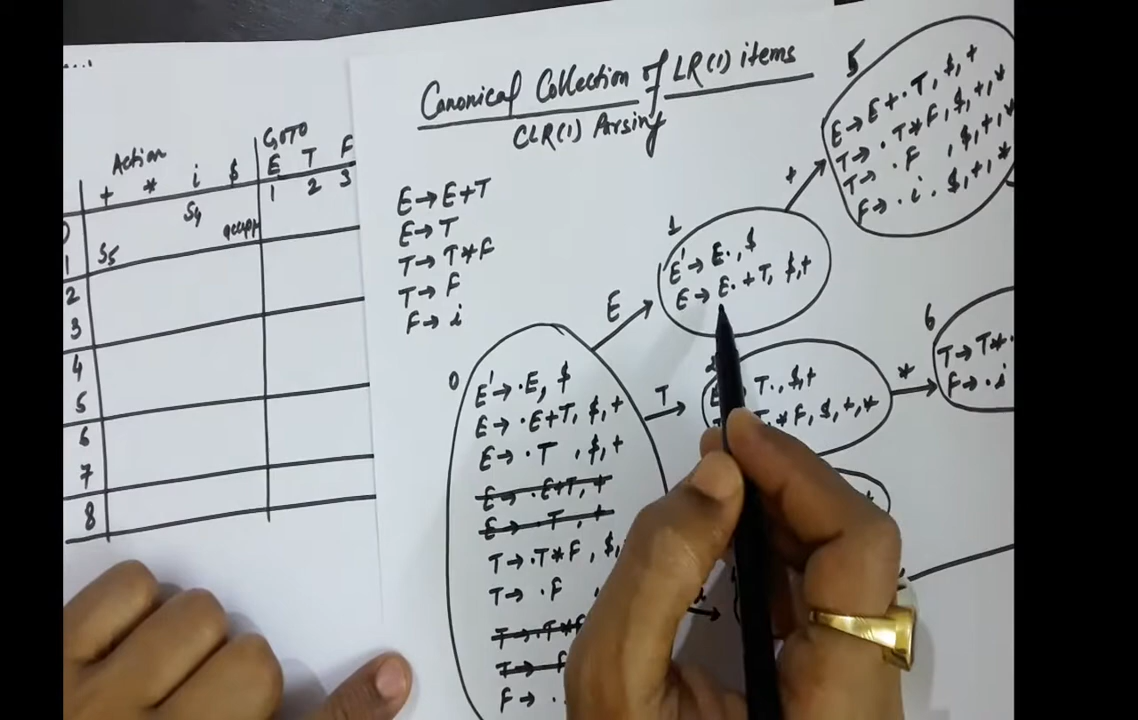 Canonical Collection of LR(1) items
CLR(1) Parsing
Action GOTO
+ * i $ E T F
S4 1 2 3
1 S5 accept
2
3
4
5
6
7
8
E → E+T
E → T
T → T*F
T → F
F → i
0
E' → ·E, $
E → ·E+T, $,+
E → ·T , $,+
E → ·E+T, +
E → ·T, +
T → ·T*F, $,
T → ·F ,
T → ·T*F
T → ·F
F → ·
E
1
E' → E·, $
E → E·+T, $,+
+
5
E → E+·T, $,+
T → ·T*F, $,+,*
T → ·F , $,+,*
F → ·i · $,+,*
T
T·, $,+
T·*F, $,+,*
*
6
T → T*·
F → ·i